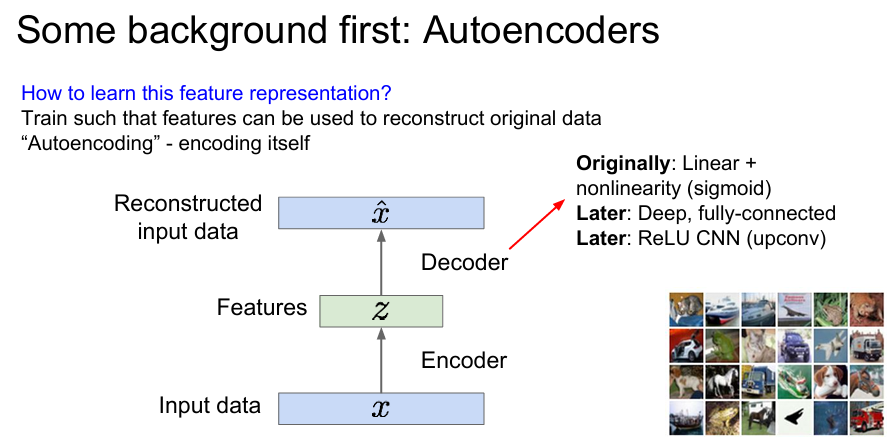 Some background first: Autoencoders
How to learn this feature representation?
Train such that features can be used to reconstruct original data
“Autoencoding” - encoding itself
Originally: Linear +
nonlinearity (sigmoid)
Later: Deep, fully-connected
Later: ReLU CNN (upconv)
Reconstructed
input data
x̂
Decoder
Features
z
Encoder
Input data
x